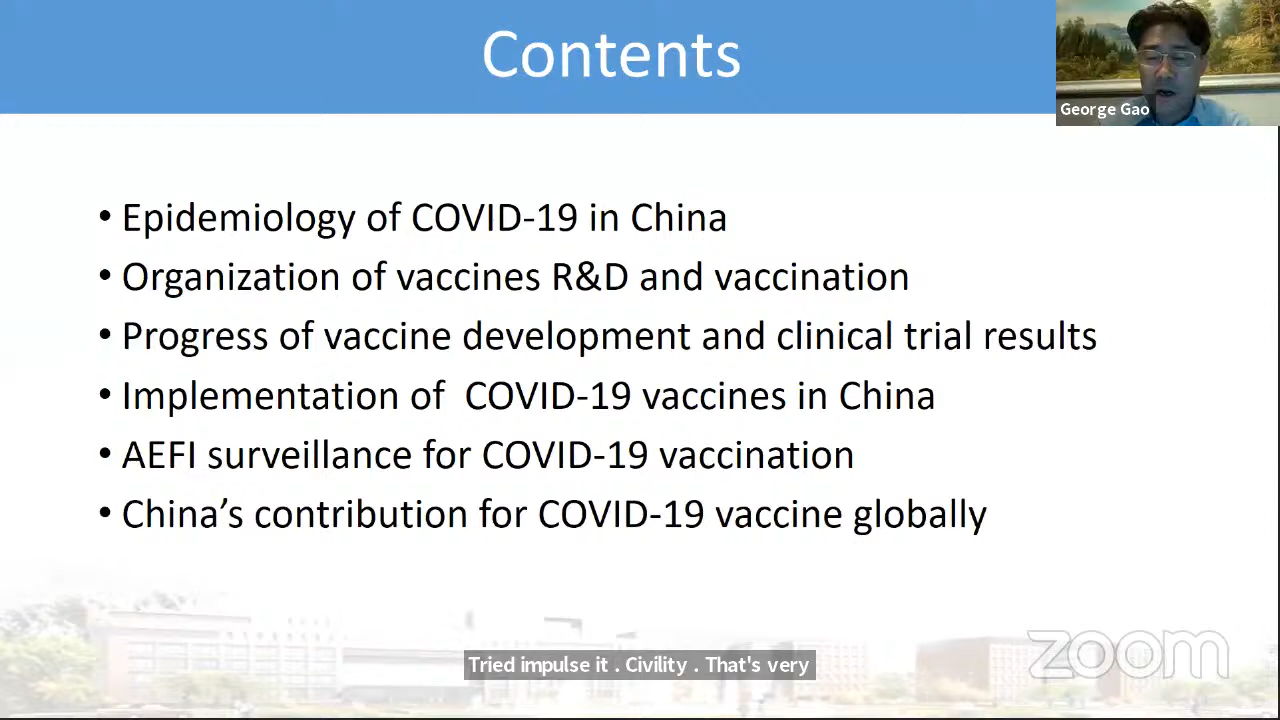 Contents
George Gao
• Epidemiology of COVID-19 in China
• Organization of vaccines R&D and vaccination
• Progress of vaccine development and clinical trial results
• Implementation of  COVID-19 vaccines in China
• AEFI surveillance for COVID-19 vaccination
• China’s contribution for COVID-19 vaccine globally
zoom
Tried impulse it . Civility . That's very